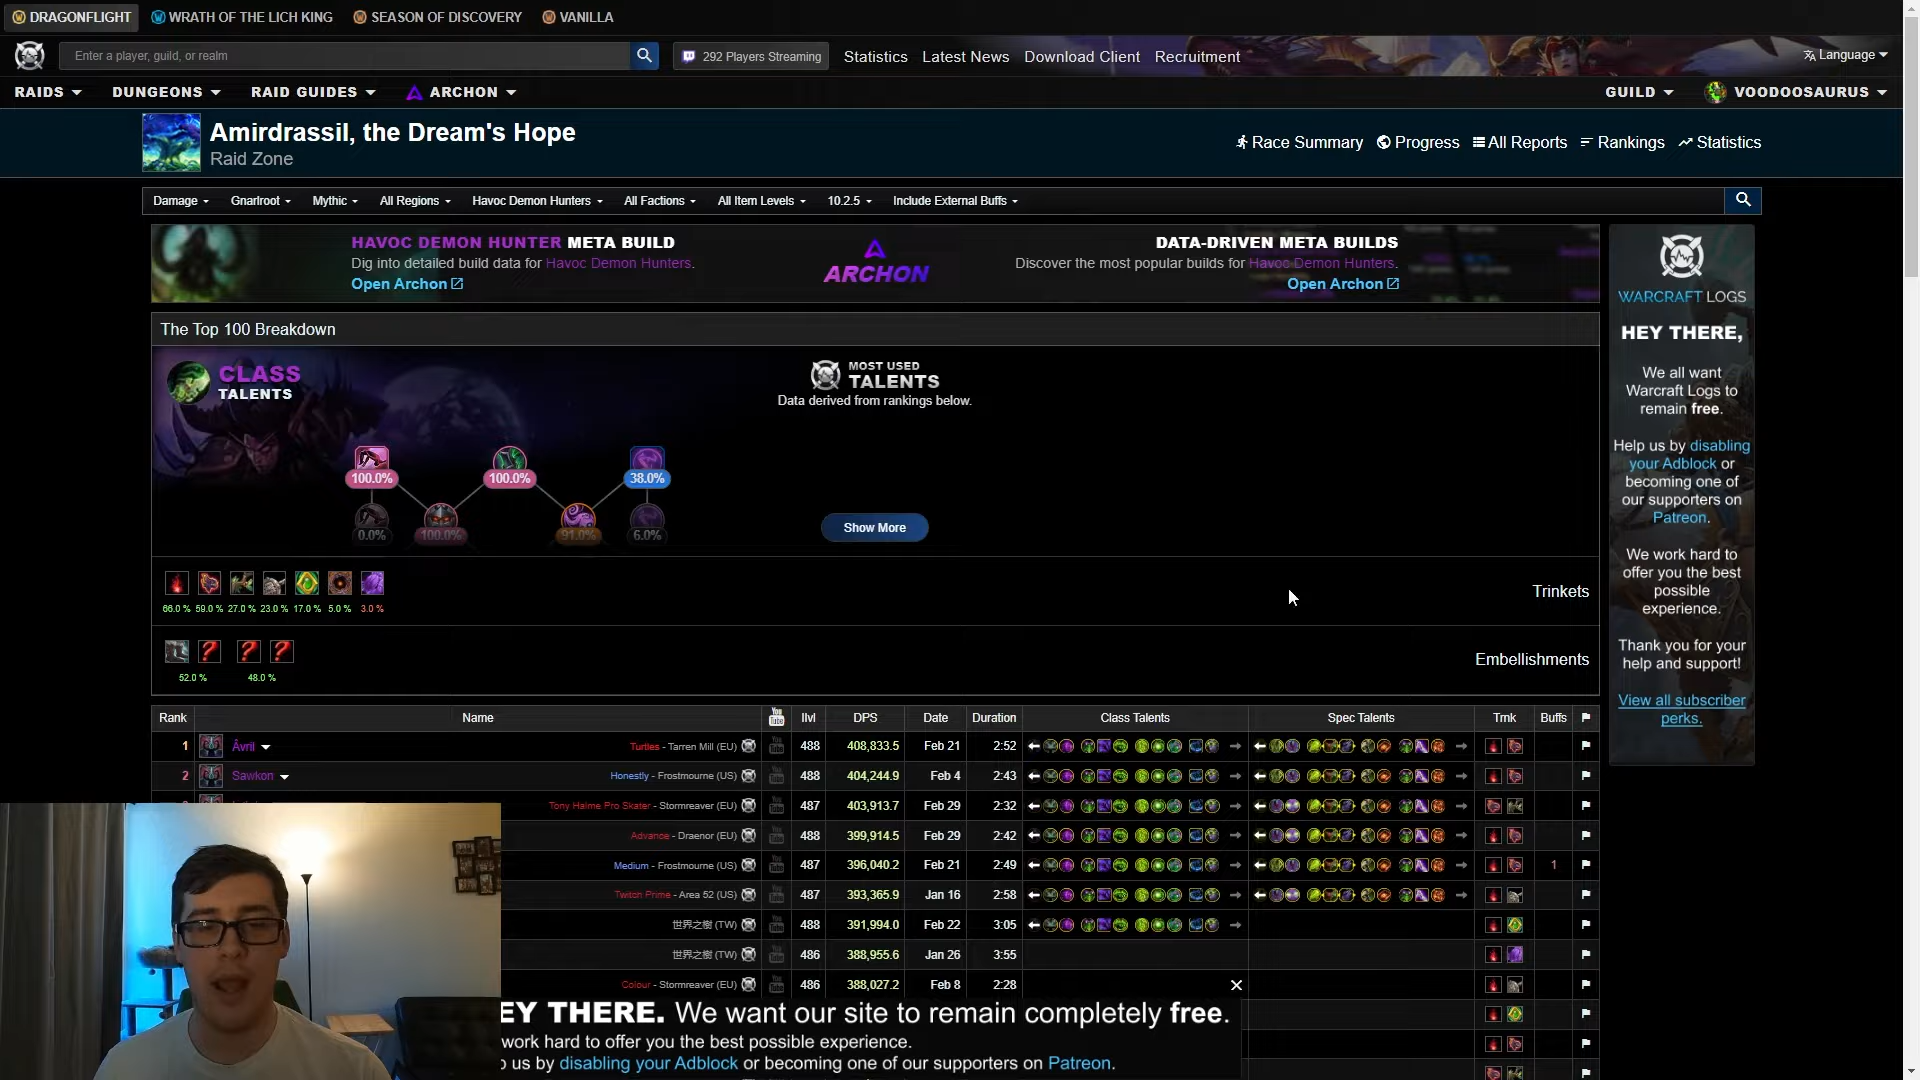 DRAGONFLIGHT WRATH OF THE LICH KING SEASON OF DISCOVERY VANILLA
Enter a player, guild, or realm 292 Players Streaming Statistics Latest News Download Client Recruitment Language
RAIDS DUNGEONS RAID GUIDES ARCHON GUILD VOODOOSAURUS
Amirdrassil, the Dream's Hope
Raid Zone
Race Summary Progress All Reports Rankings Statistics
Damage Gnarlroot Mythic All Regions Havoc Demon Hunters All Factions All Item Levels 10.2.5 Include External Buffs
HAVOC DEMON HUNTER META BUILD
Dig into detailed build data for Havoc Demon Hunters.
Open Archon
ARCHON
DATA-DRIVEN META BUILDS
Discover the most popular builds for Havoc Demon Hunters.
Open Archon
WARCRAFT LOGS
HEY THERE,
We all want
Warcraft Logs to
remain free.
Help us by disabling
your Adblock or
becoming one of
our supporters on
Patreon.
We work hard to
offer you the best
possible
experience.
Thank you for your
help and support!
View all subscriber
perks.
The Top 100 Breakdown
CLASS
TALENTS
MOST USED
TALENTS
Data derived from rankings below.
100.0% 100.0% 38.0%
0.0% 100.0% 91.0% 6.0%
Show More
66.0 % 59.0 % 27.0 % 23.0 % 17.0 % 5.0 % 3.0 %
Trinkets
52.0 % 48.0 %
Embellishments
Rank Name You Tube Ilvl DPS Date Duration Class Talents Spec Talents Trnk Buffs
1 Âvril Turtles - Tarren Mill (EU) 488 408,833.5 Feb 21 2:52
2 Sawkon Honestly - Frostmourne (US) 488 404,244.9 Feb 4 2:43
Tony Halme Pro Skater - Stormreaver (EU) 487 403,913.7 Feb 29 2:32
Advance - Draenor (EU) 488 399,914.5 Feb 29 2:42
Medium - Frostmourne (US) 487 396,040.2 Feb 21 2:49 1
Twitch Prime - Area 52 (US) 487 393,365.9 Jan 16 2:58
世界之樹 (TW) 488 391,994.0 Feb 22 3:05
世界之樹 (TW) 486 388,955.6 Jan 26 3:55
Colour - Stormreaver (EU) 486 388,027.2 Feb 8 2:28
EY THERE. We want our site to remain completely free.
work hard to offer you the best possible experience.
us by disabling your Adblock or becoming one of our supporters on Patreon.